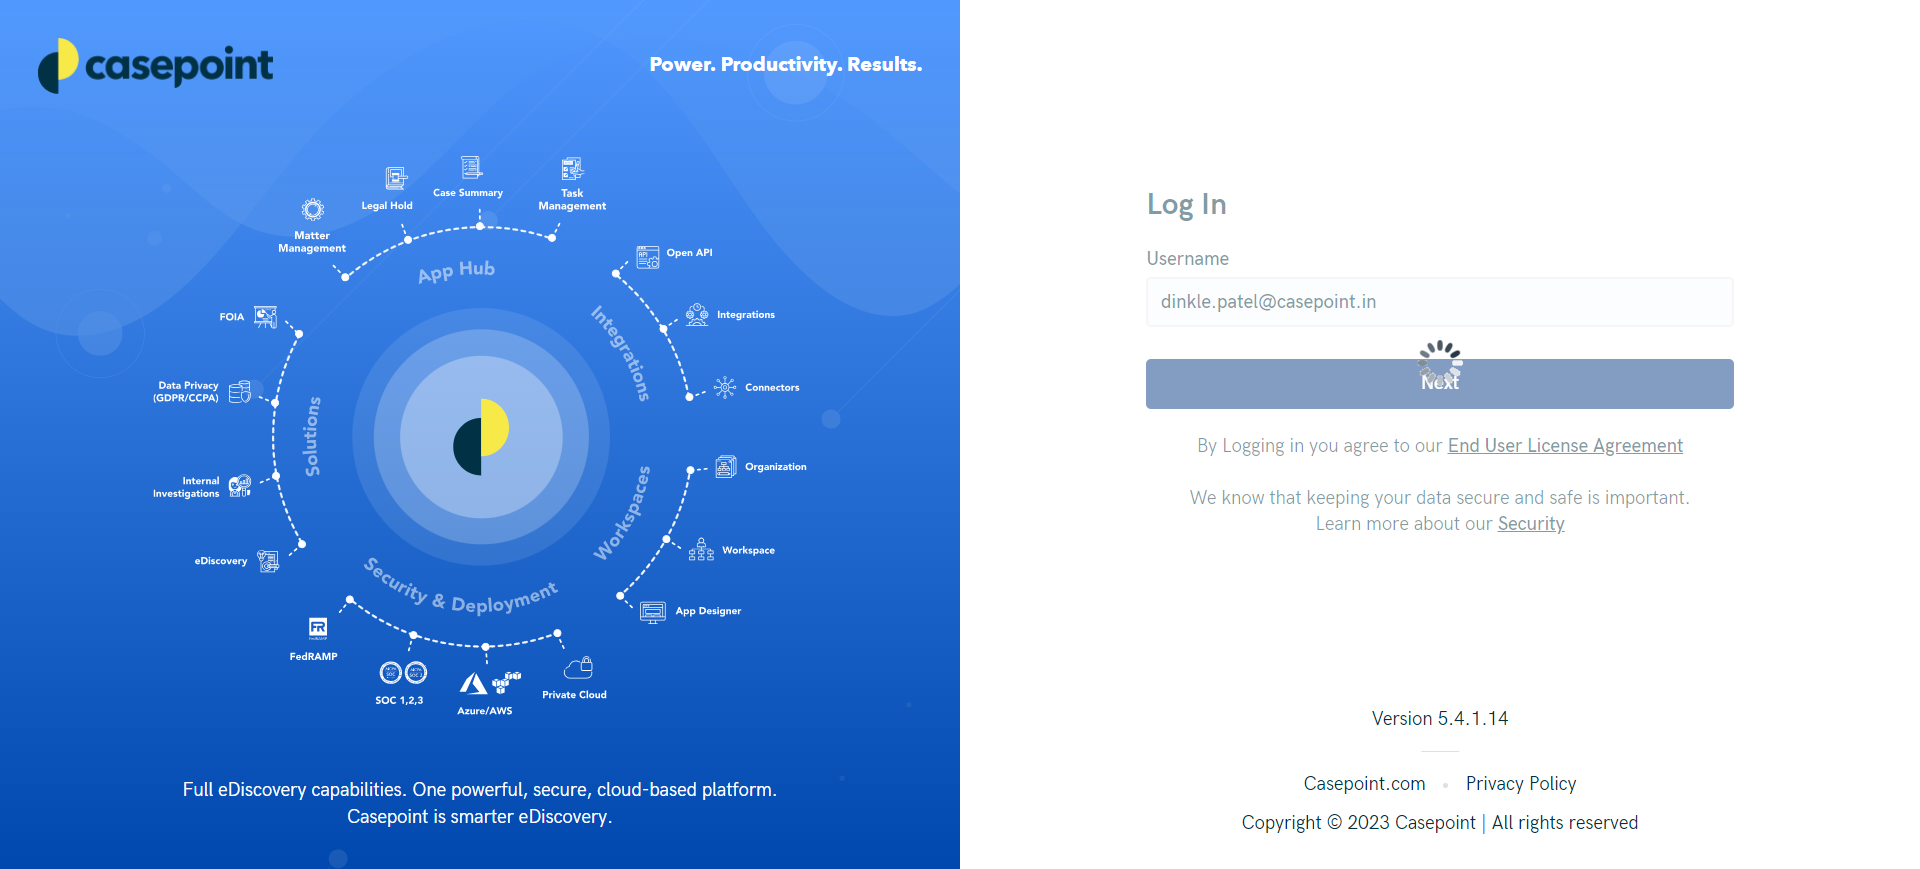 casepoint
Power. Productivity. Results.
Case Summary
Legal Hold
Task
Management
Matter
Management
App Hub
Open API
Integrations
Integrations
Connectors
FOIA
Data Privacy
(GDPR/CCPA)
Solutions
Internal
Investigations
eDiscovery
Organization
Workspaces
Workspace
App Designer
Security & Deployment
FR
FedRAMP
SOC 1,2,3
Azure/AWS
Private Cloud
Full eDiscovery capabilities. One powerful, secure, cloud-based platform.
Casepoint is smarter eDiscovery.
Log In
Username
dinkle.patel@casepoint.in
Next
By Logging in you agree to our End User License Agreement
We know that keeping your data secure and safe is important.
Learn more about our Security
Version 5.4.1.14
Casepoint.com • Privacy Policy
Copyright © 2023 Casepoint | All rights reserved